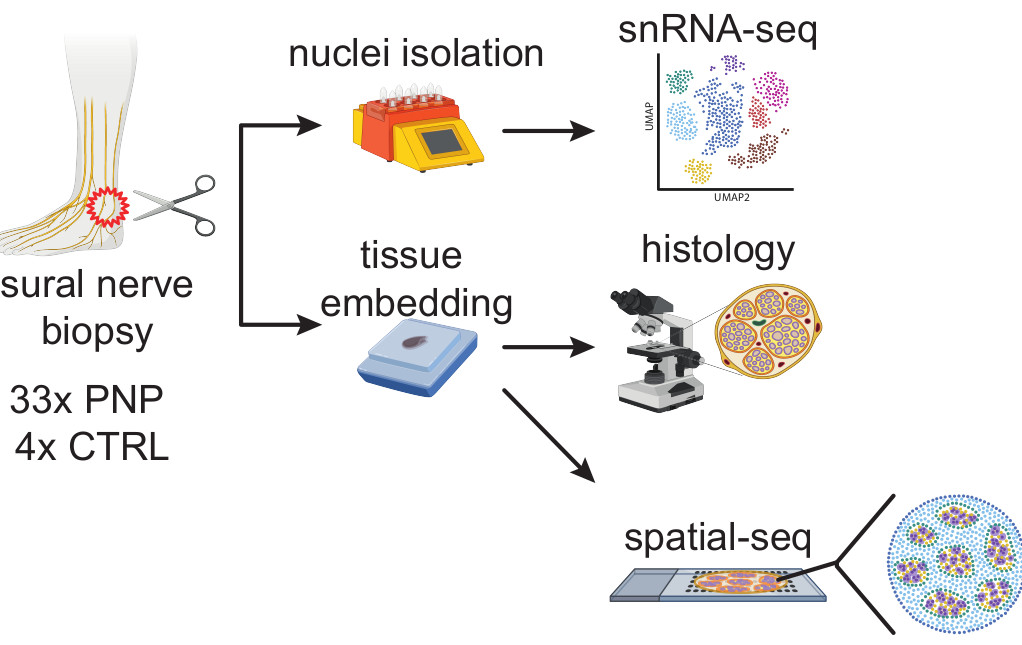 sural nerve
biopsy
33x PNP
4x CTRL
nuclei isolation
snRNA-seq
UMAP
UMAP2
tissue
embedding
histology
spatial-seq